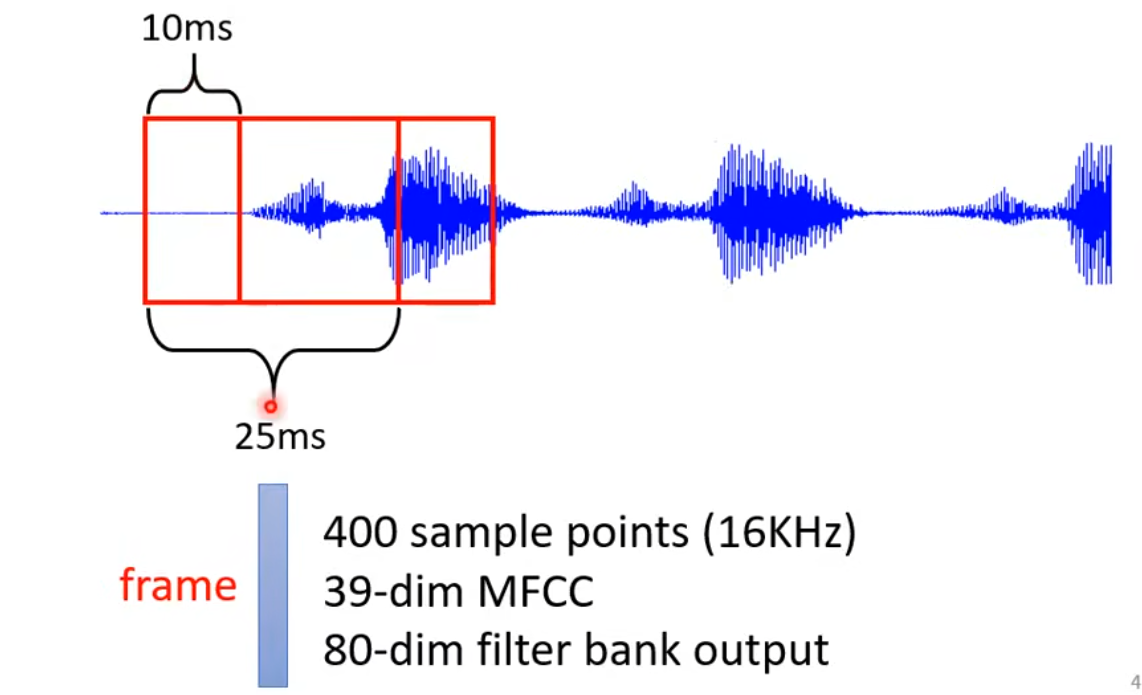 10ms
25ms
frame
400 sample points (16KHz)
39-dim MFCC
80-dim filter bank output
4